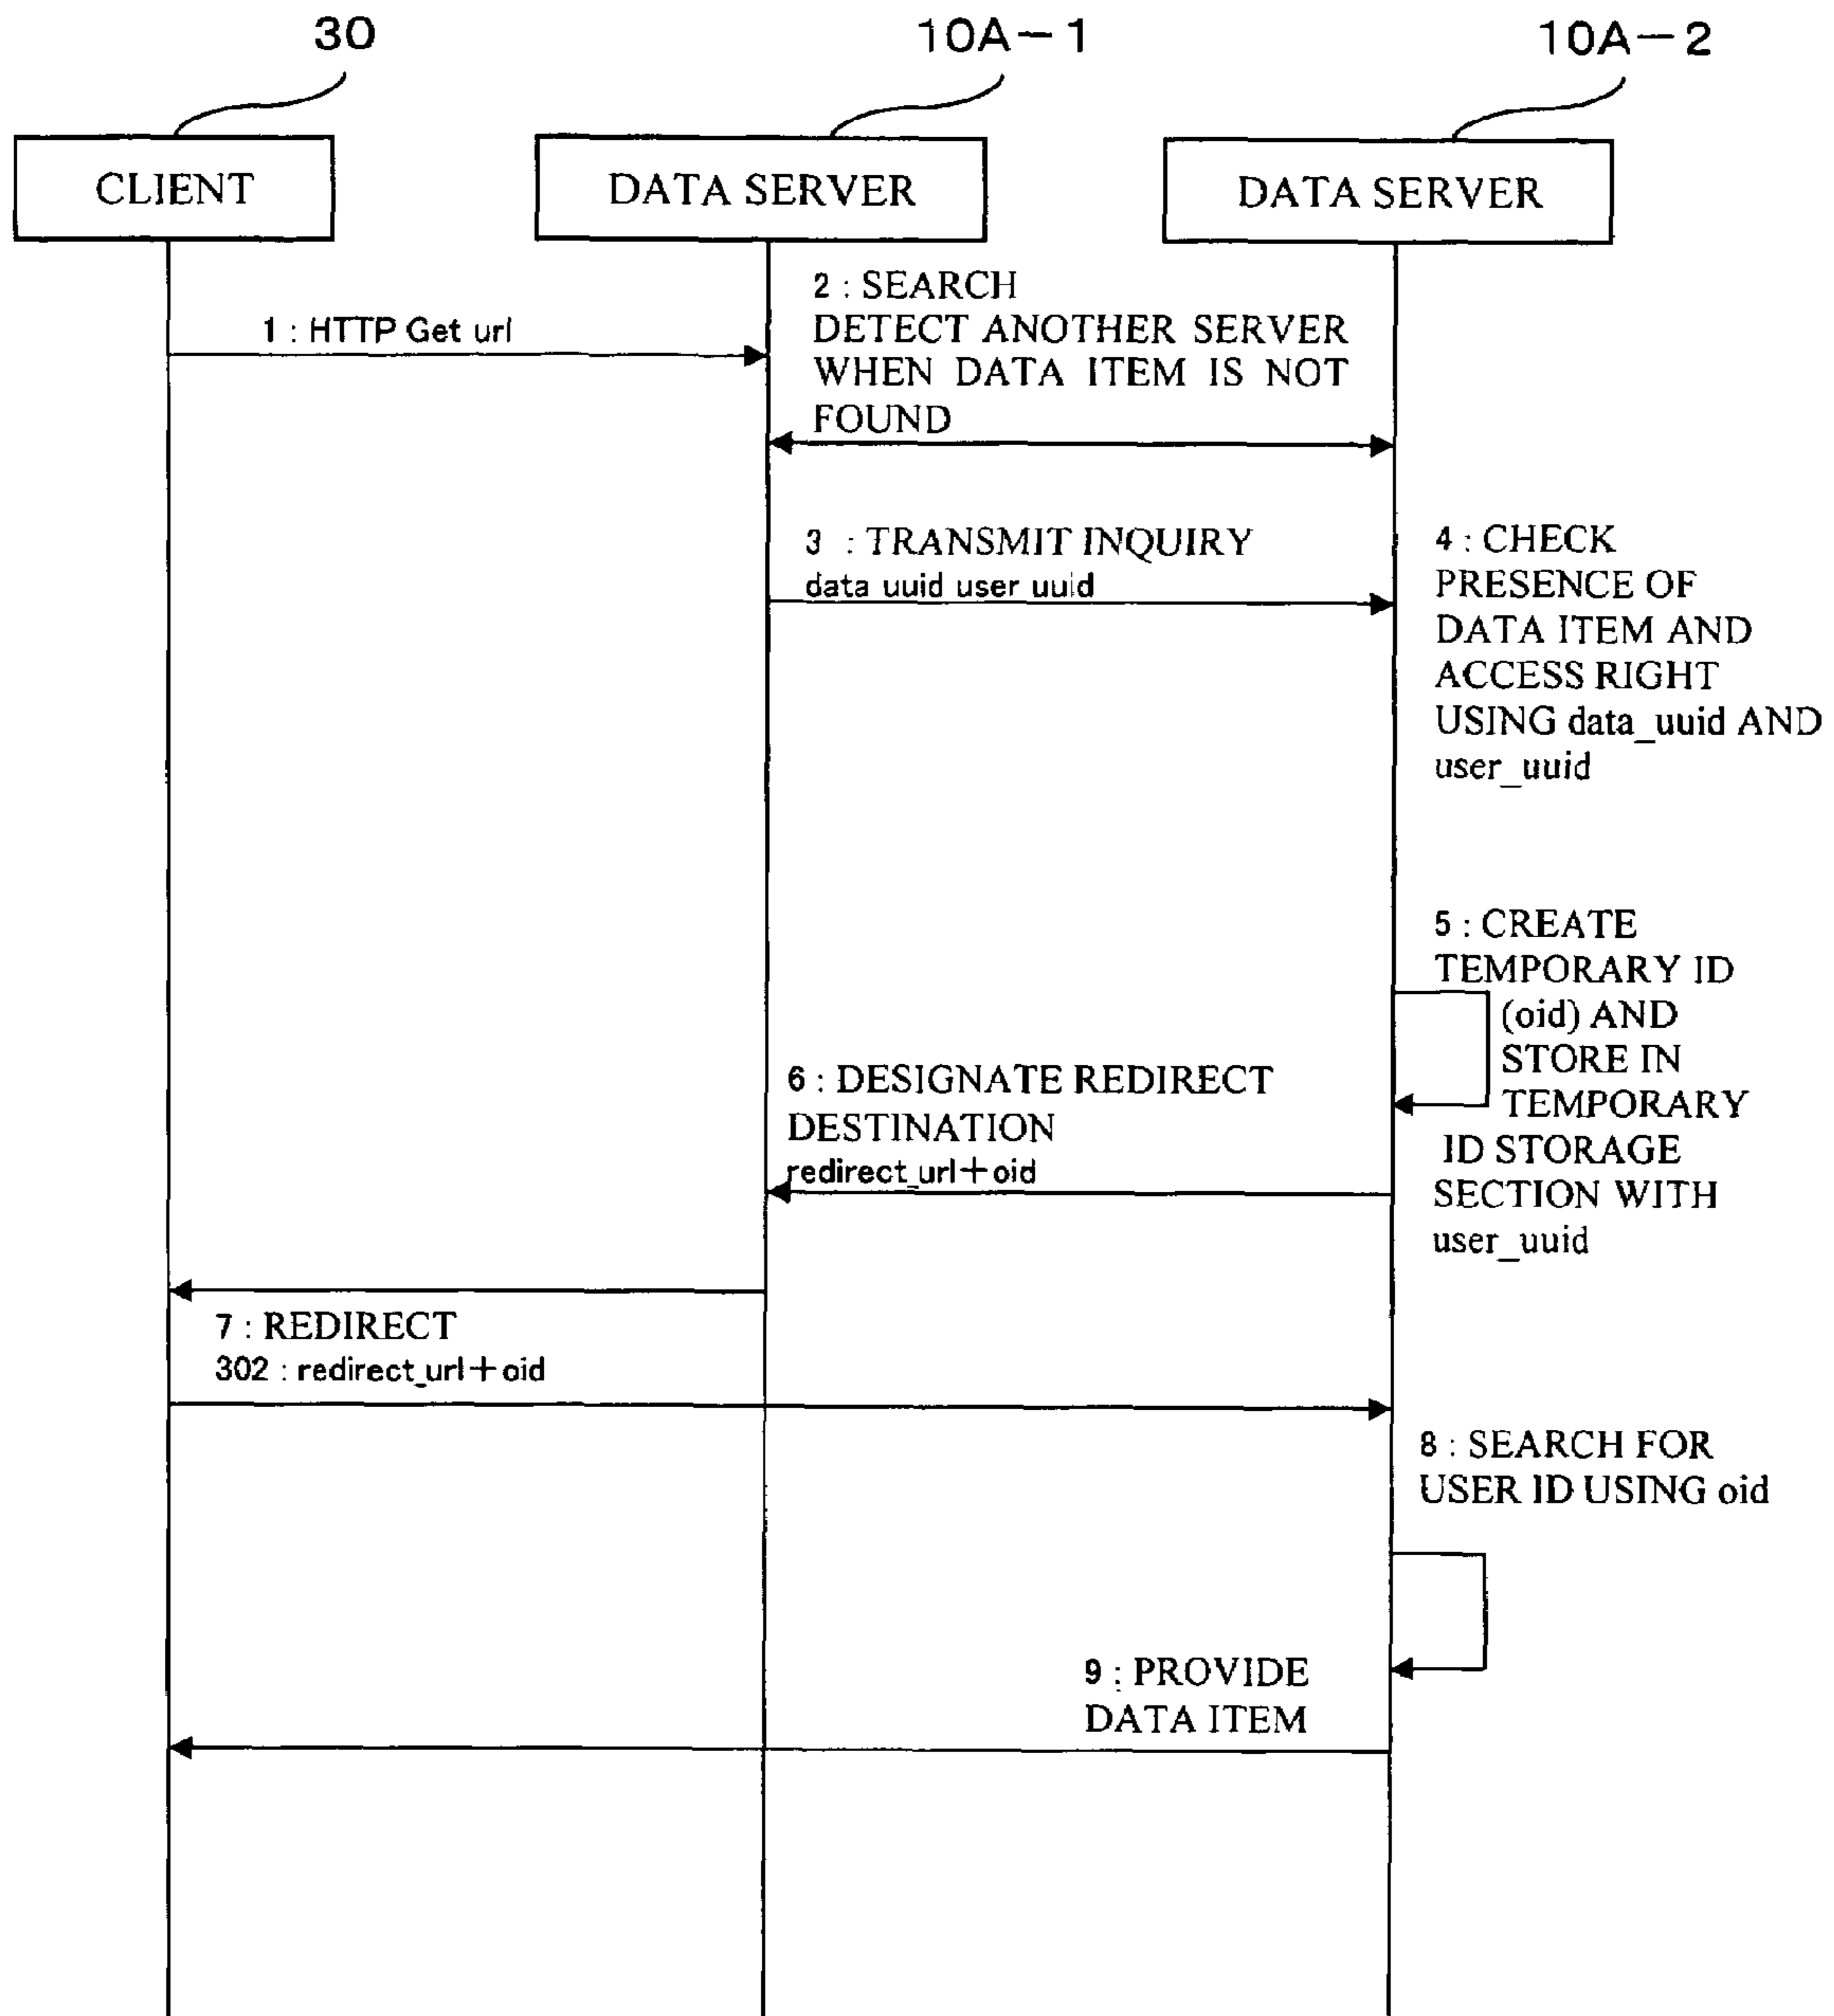 30
10A-1
10A-2
CLIENT
DATA SERVER
DATA SERVER
1 : HTTP Get url
2 : SEARCH
DETECT ANOTHER SERVER
WHEN DATA ITEM IS NOT
FOUND
3 : TRANSMIT INQUIRY
data uuid user uuid
4 : CHECK
PRESENCE OF
DATA ITEM AND
ACCESS RIGHT
USING data_uuid AND
user_uuid
5 : CREATE
TEMPORARY ID
(oid) AND
STORE IN
TEMPORARY
ID STORAGE
SECTION WITH
user_uuid
6 : DESIGNATE REDIRECT
DESTINATION
redirect_url+oid
7 : REDIRECT
302 : redirect_url+oid
8 : SEARCH FOR
USER ID USING oid
9 : PROVIDE
DATA ITEM